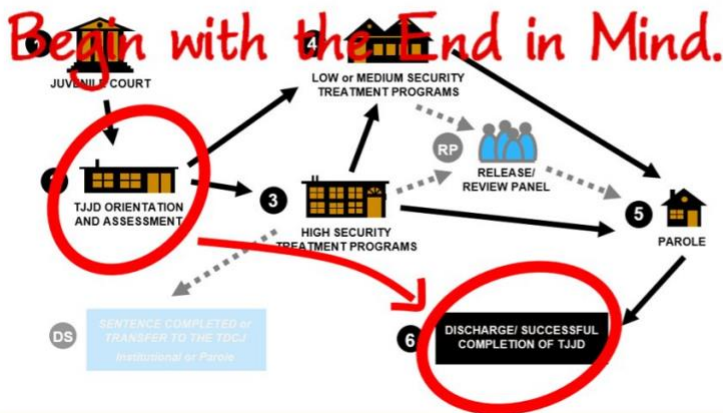 Begin with the End in Mind.
4
JUVENILE COURT
LOW or MEDIUM SECURITY
TREATMENT PROGRAMS
RP
RELEASE/
REVIEW PANEL
TJJD ORIENTATION
AND ASSESSMENT
3
HIGH SECURITY
TREATMENT PROGRAMS
5
PAROLE
DS
SENTENCE COMPLETED or
TRANSFER TO THE TDCJ
Institutional or Parole
6
DISCHARGE/ SUCCESSFUL
COMPLETION OF TJJD